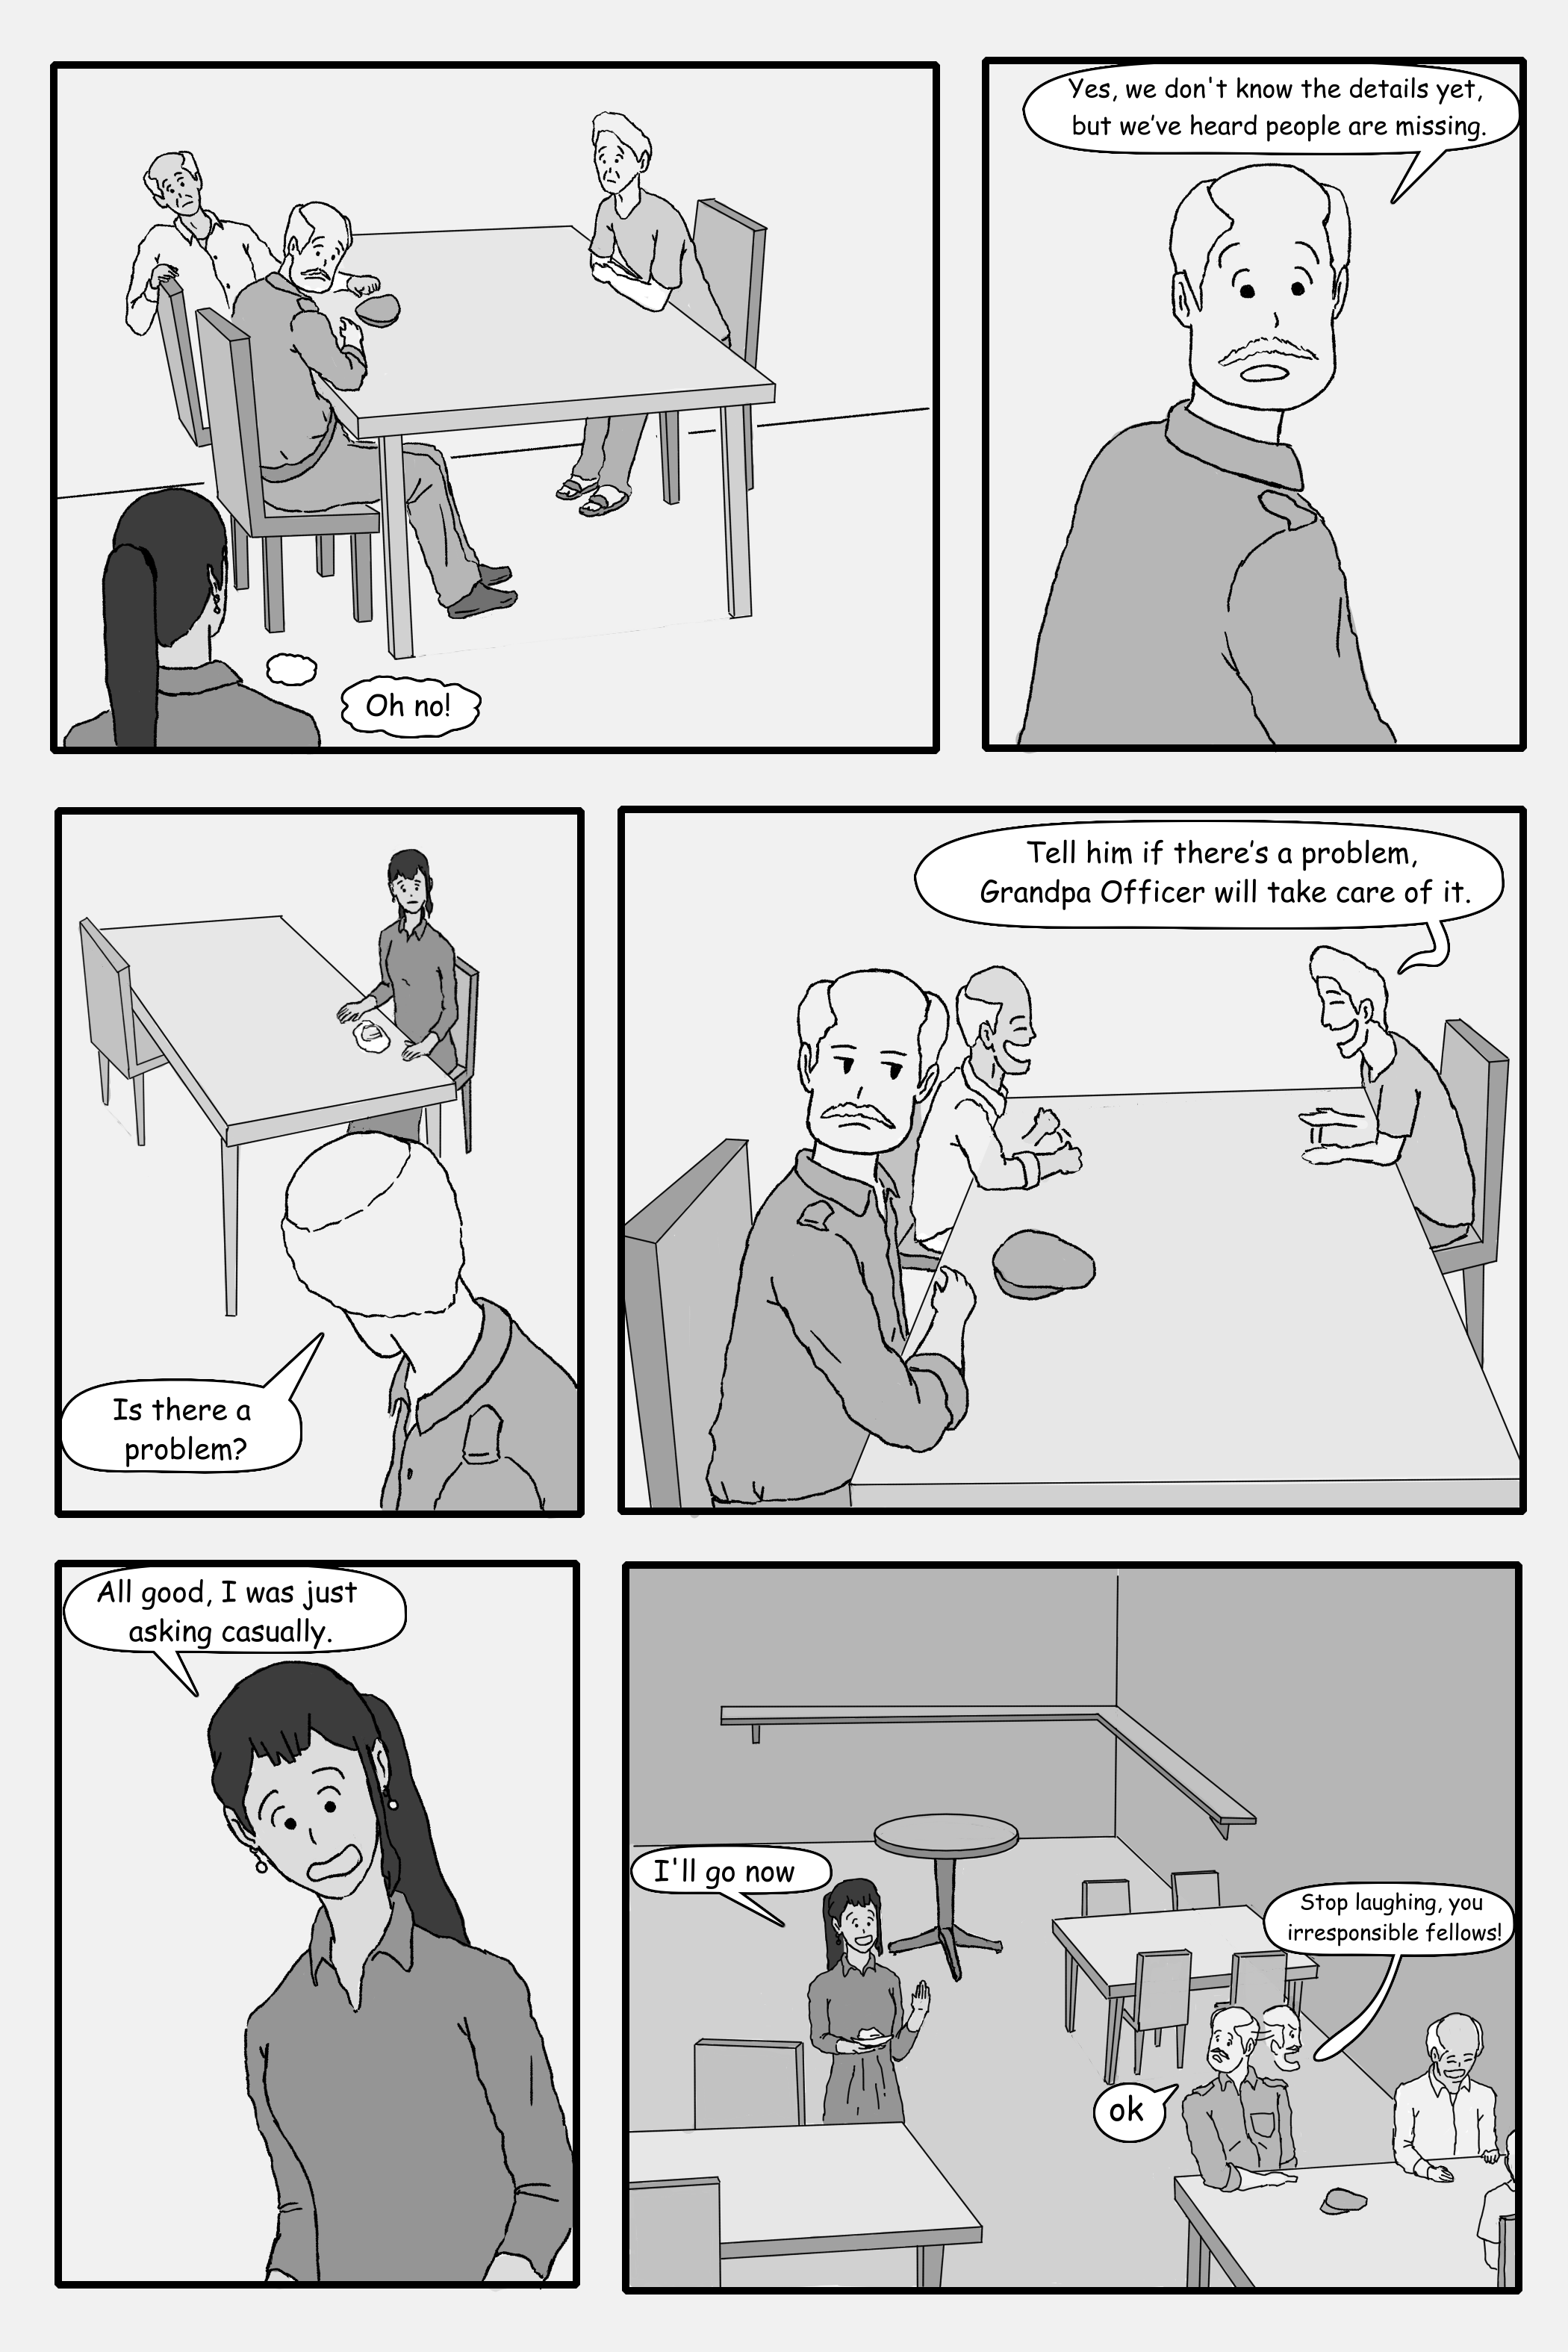 Oh no!
Yes, we don't know the details yet,
but we’ve heard people are missing.
Is there a
problem?
Tell him if there’s a problem,
Grandpa Officer will take care of it.
All good, I was just
asking casually.
I'll go now
Stop laughing, you
irresponsible fellows!
ok